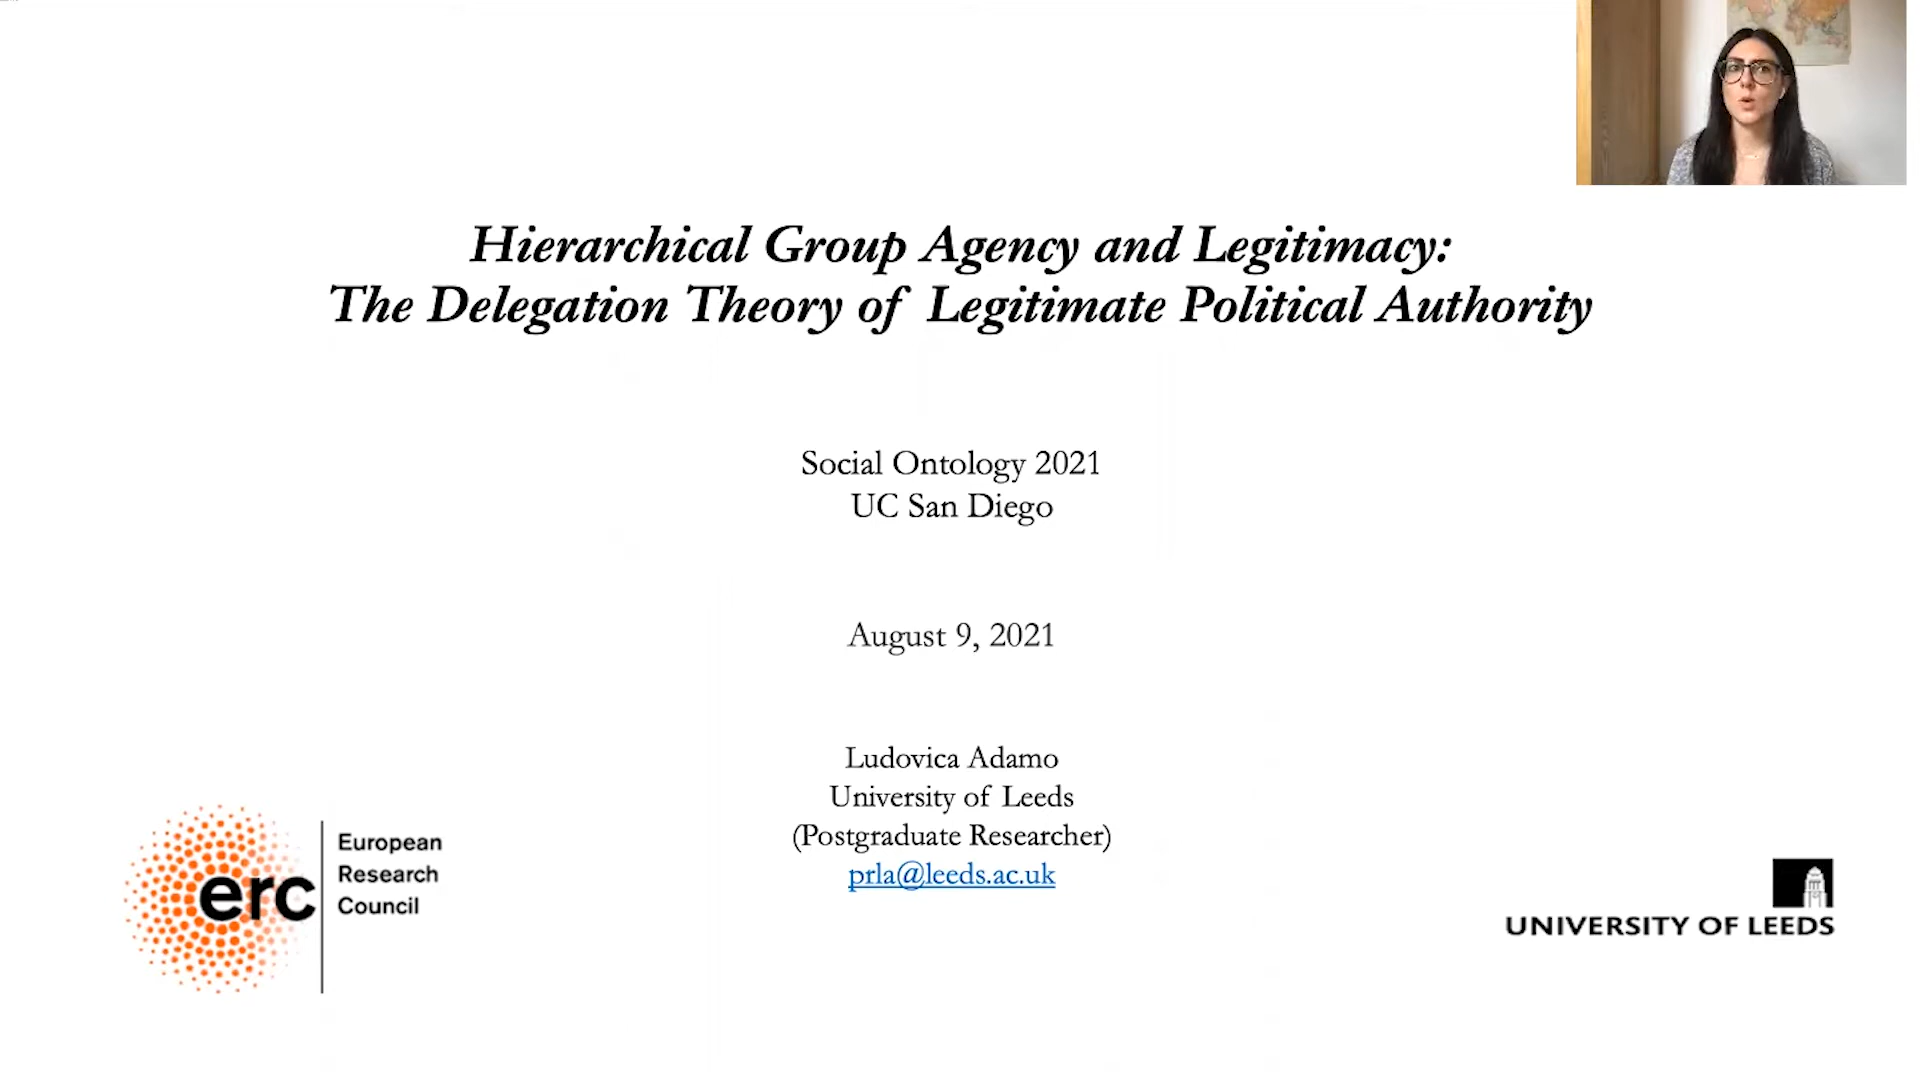 Hierarchical Group Agency and Legitimacy:
The Delegation Theory of Legitimate Political Authority
Social Ontology 2021
UC San Diego
August 9, 2021
Ludovica Adamo
University of Leeds
(Postgraduate Researcher)
prla@leeds.ac.uk
erc
European
Research
Council
UNIVERSITY OF LEEDS